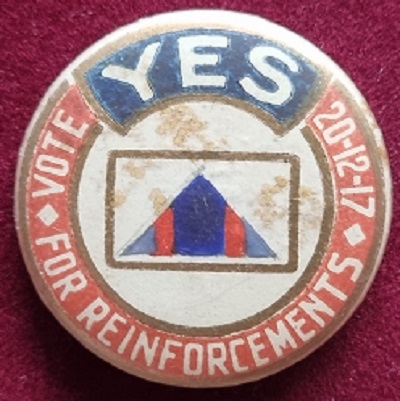 YES
VOTE
FOR REINFORCEMENTS
20-12-17